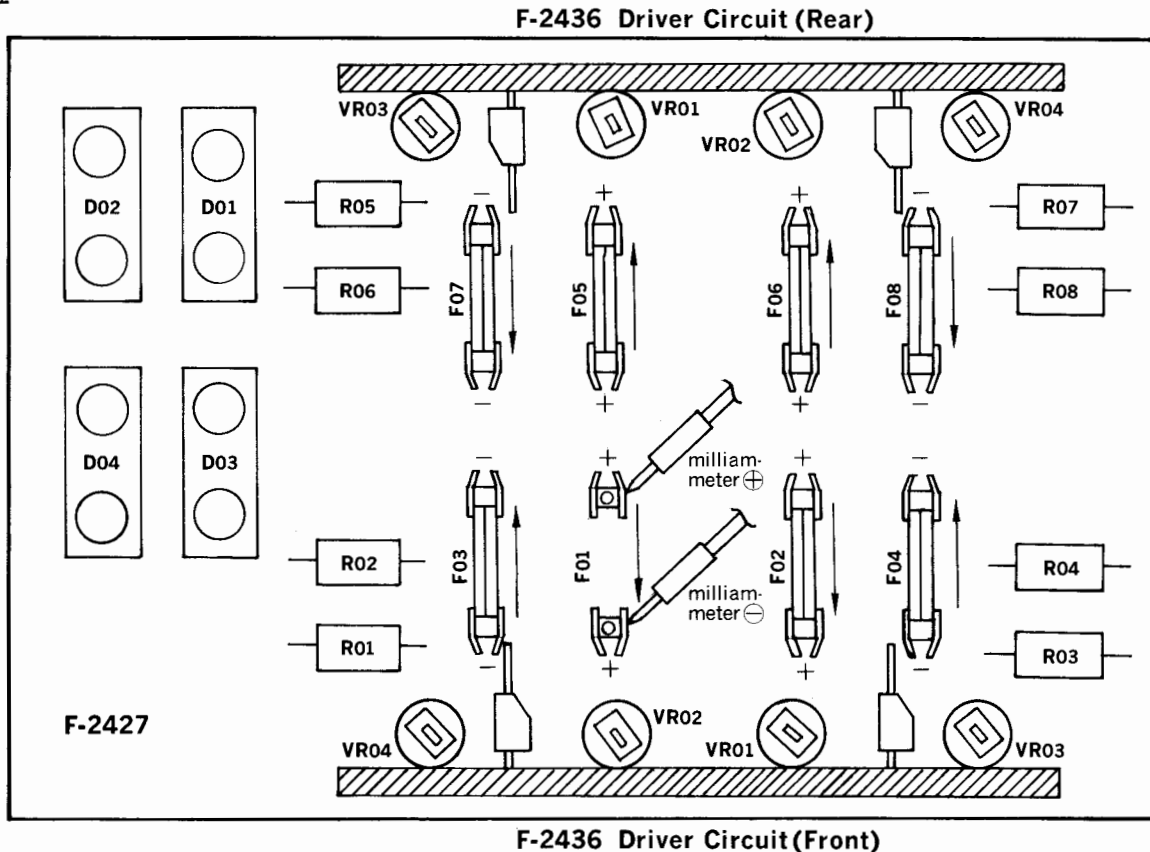 F-2436 Driver Circuit (Rear)
VR03
VR01
VR02
VR04
D02
D01
R05
R06
R07
R08
− + + −
F07
F05
F06
F08
− + + −
D04
D03
− + + −
milliam-
meter ⊕
F03
F01
F02
F04
milliam-
meter ⊖
R02
R01
R04
R03
− + + −
F-2427
VR04
VR02
VR01
VR03
F-2436 Driver Circuit (Front)